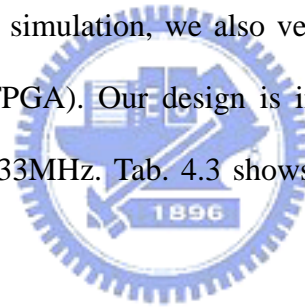 simulation, we also ve
PGA). Our design is i
33MHz. Tab. 4.3 shows
1896